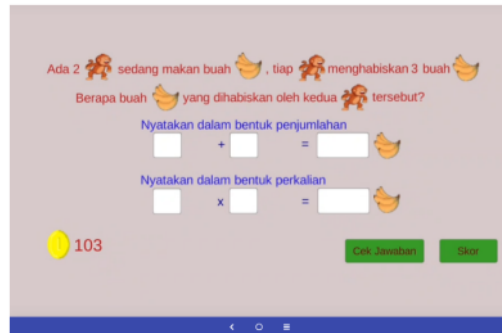 Ada 2 sedang makan buah , tiap menghabiskan 3 buah
Berapa buah yang dihabiskan oleh kedua tersebut?
Nyatakan dalam bentuk penjumlahan
+ =
Nyatakan dalam bentuk perkalian
x =
103
Cek Jawaban Skor